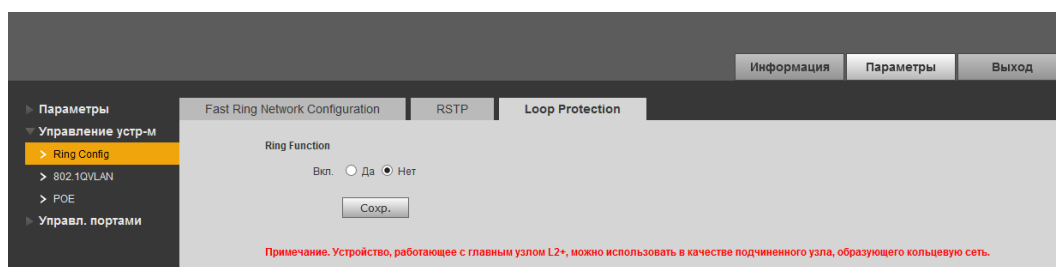 Информация Параметры Выход
Параметры
Управление устр-м
Ring Config
802.1QVLAN
POE
Управл. портами
Fast Ring Network Configuration RSTP Loop Protection
Ring Function
Вкл. Да Нет
Сохр.
Примечание. Устройство, работающее с главным узлом L2+, можно использовать в качестве подчиненного узла, образующего кольцевую сеть.